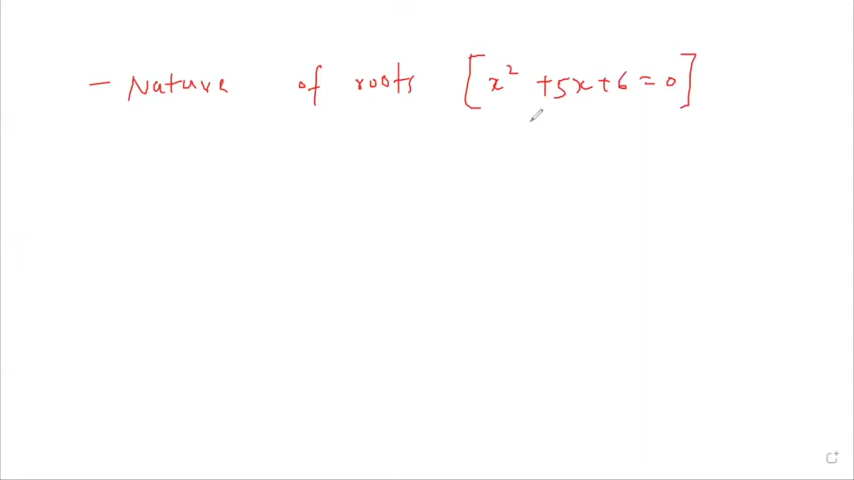 - Nature of roots [x² +5x+6=0]